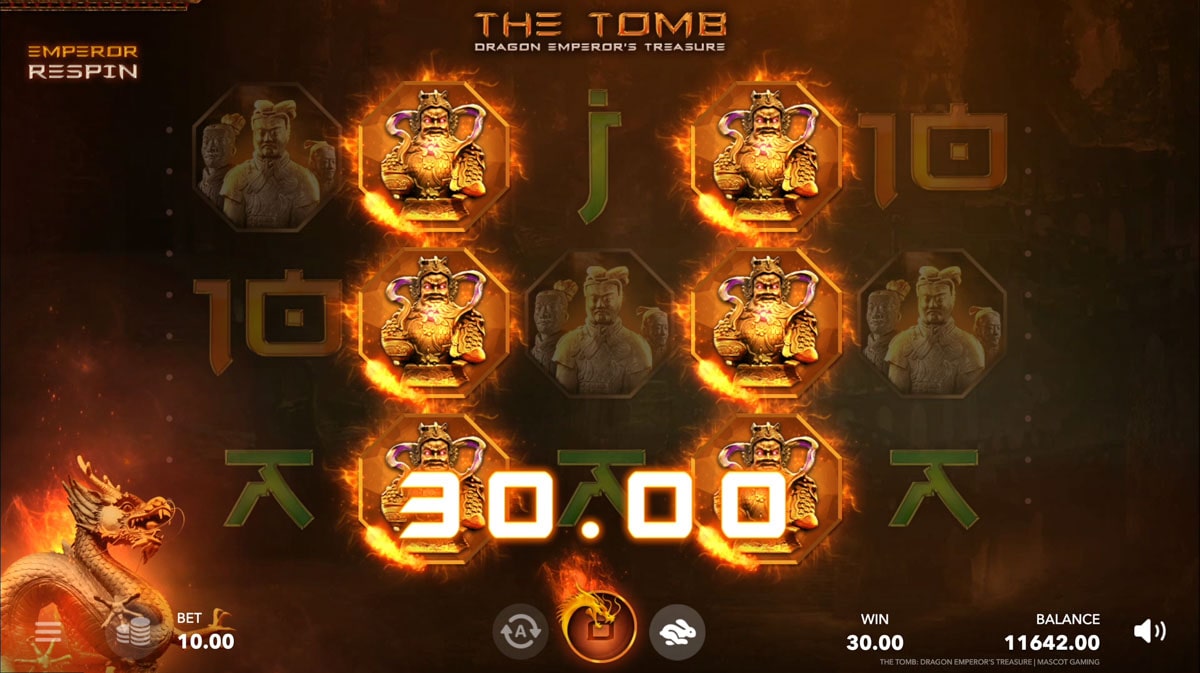 THE TOMB
DRAGON EMPEROR'S TREASURE
EMPEROR
RESPIN
J 10
10
A A A
30.00
BET
10.00
A
WIN
30.00
BALANCE
11642.00
THE TOMB: DRAGON EMPEROR'S TREASURE | MASCOT GAMING